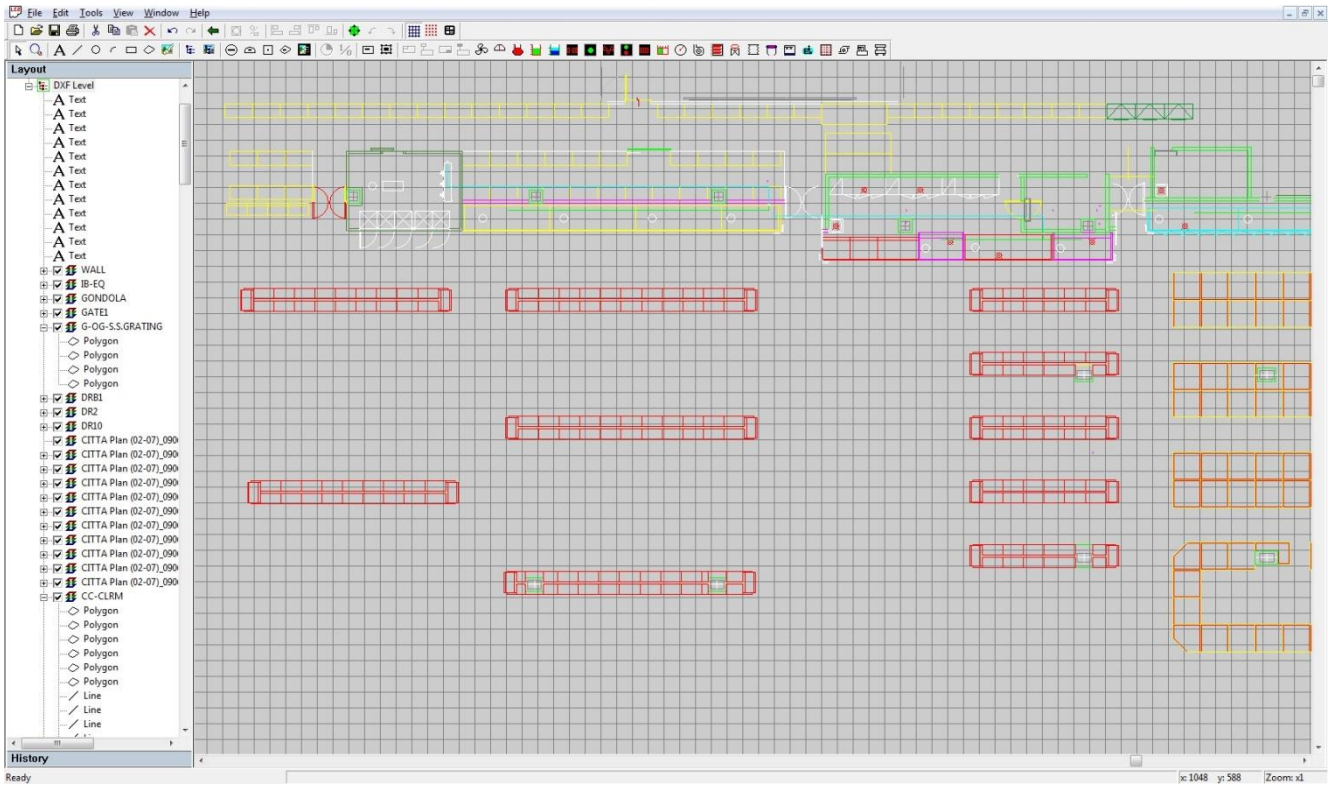 File Edit Tools View Window Help
Layout
DXF Level
Text
Text
Text
Text
Text
Text
Text
Text
Text
Text
Text
Text
WALL
IB-EQ
GONDOLA
GATE1
G-OG-S.S.GRATING
Polygon
Polygon
Polygon
Polygon
DRB1
DR2
DR10
CITTA Plan (02-07)_090
CITTA Plan (02-07)_090
CITTA Plan (02-07)_090
CITTA Plan (02-07)_090
CITTA Plan (02-07)_090
CITTA Plan (02-07)_090
CITTA Plan (02-07)_090
CITTA Plan (02-07)_090
CITTA Plan (02-07)_090
CITTA Plan (02-07)_090
CITTA Plan (02-07)_090
CC-CLRM
Polygon
Polygon
Polygon
Polygon
Polygon
Polygon
Line
Line
Line
History
Ready
x: 1048 y: 588 Zoom: x1